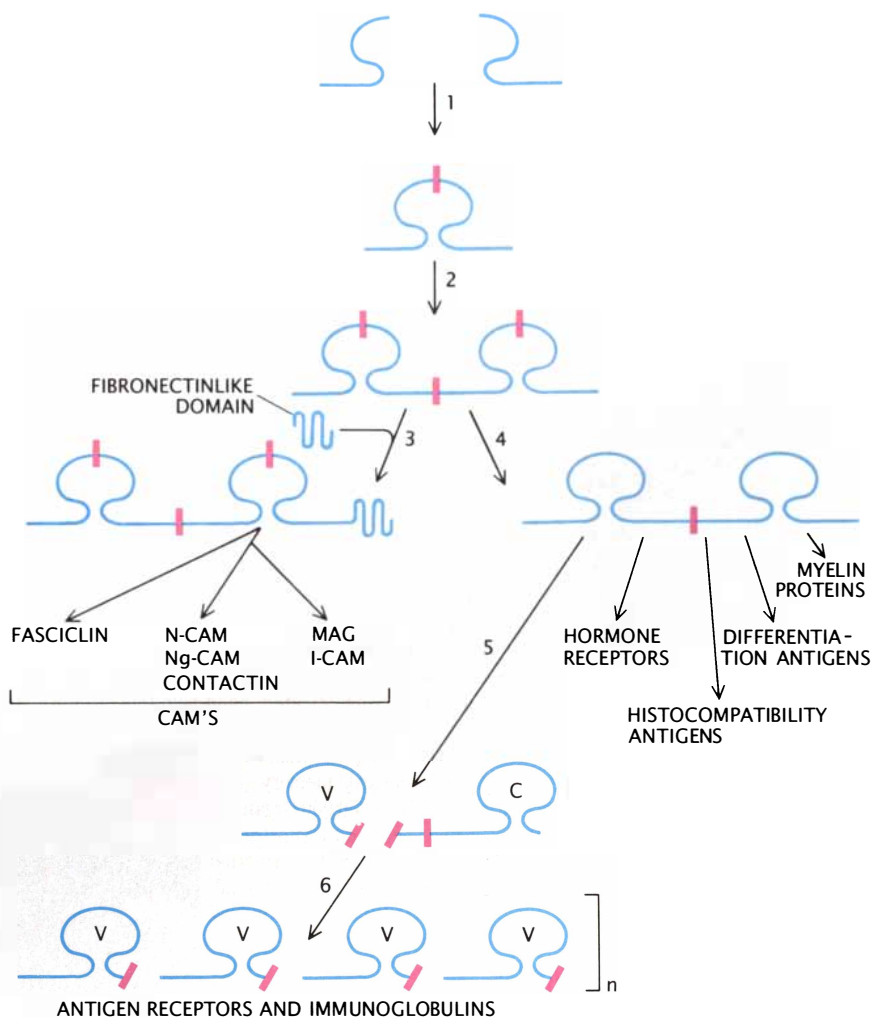 1
2
FIBRONECTINLIKE
DOMAIN
3
4
MYELIN
PROTEINS
FASCICLIN
N-CAM
Ng-CAM
CONTACTIN
MAG
I-CAM
CAM'S
5
HORMONE
RECEPTORS
DIFFERENTIA-
TION ANTIGENS
HISTOCOMPATIBILITY
ANTIGENS
V
C
6
V
V
V
V
n
ANTIGEN RECEPTORS AND IMMUNOGLOBULINS